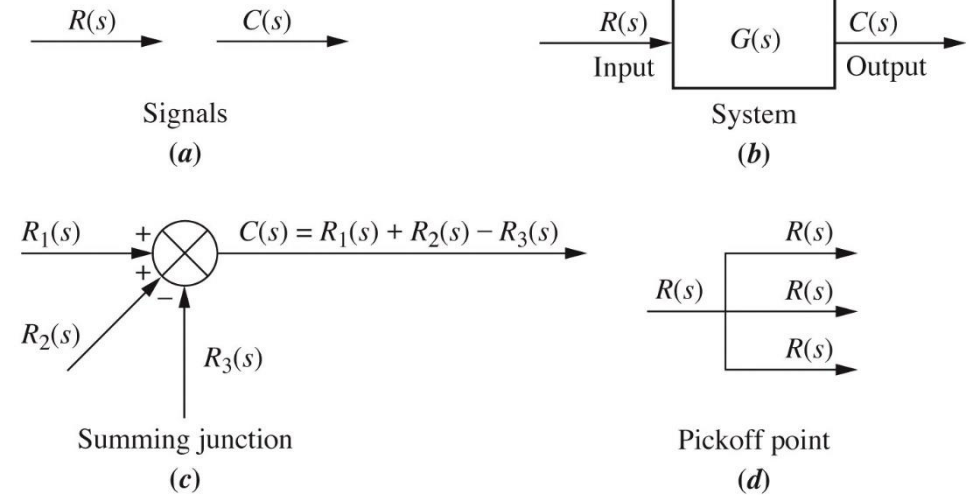 R(s) C(s)
Signals
(a)
R(s) G(s) C(s)
Input Output
System
(b)
R₁(s) + C(s) = R₁(s) + R₂(s) − R₃(s)
+
−
R₂(s)
R₃(s)
Summing junction
(c)
R(s)
R(s) R(s)
R(s)
Pickoff point
(d)